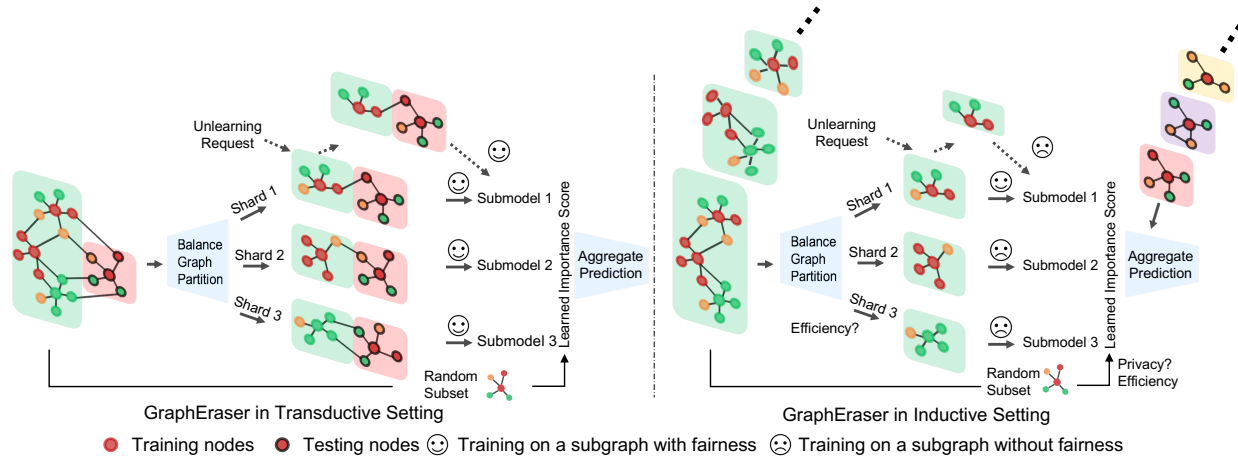 Unlearning
Request
Shard 1
Submodel 1
Balance
Graph
Partition
Shard 2
Submodel 2
Shard 3
Submodel 3
Learned Importance Score
Aggregate
Prediction
Random
Subset
GraphEraser in Transductive Setting
Unlearning
Request
Shard 1
Submodel 1
Balance
Graph
Partition
Shard 2
Submodel 2
Shard 3
Efficiency?
Submodel 3
Learned Importance Score
Aggregate
Prediction
Random
Subset
Privacy?
Efficiency
GraphEraser in Inductive Setting
Training nodes Testing nodes Training on a subgraph with fairness Training on a subgraph without fairness